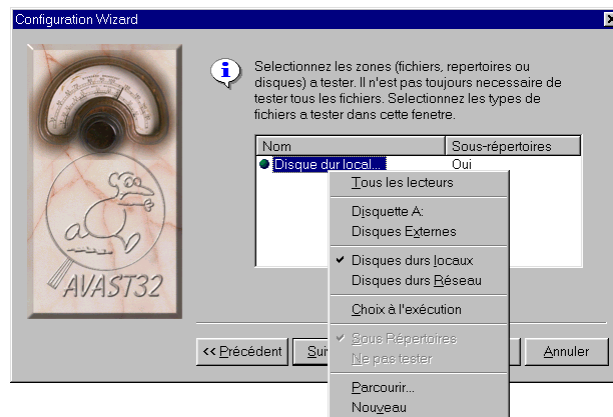 Configuration Wizard
Selectionnez les zones (fichiers, repertoires ou
disques) a tester. Il n'est pas toujours necessaire de
tester tous les fichiers. Selectionnez les types de
fichiers a tester dans cette fenetre.
Nom Sous-répertoires
Disque dur local... Oui
Tous les lecteurs
Disquette A:
Disques Externes
Disques durs locaux
Disques durs Réseau
Choix à l'exécution
Sous Répertoires
Ne pas tester
Parcourir...
Nouveau
AVAST32
<< Précédent Sui Annuler